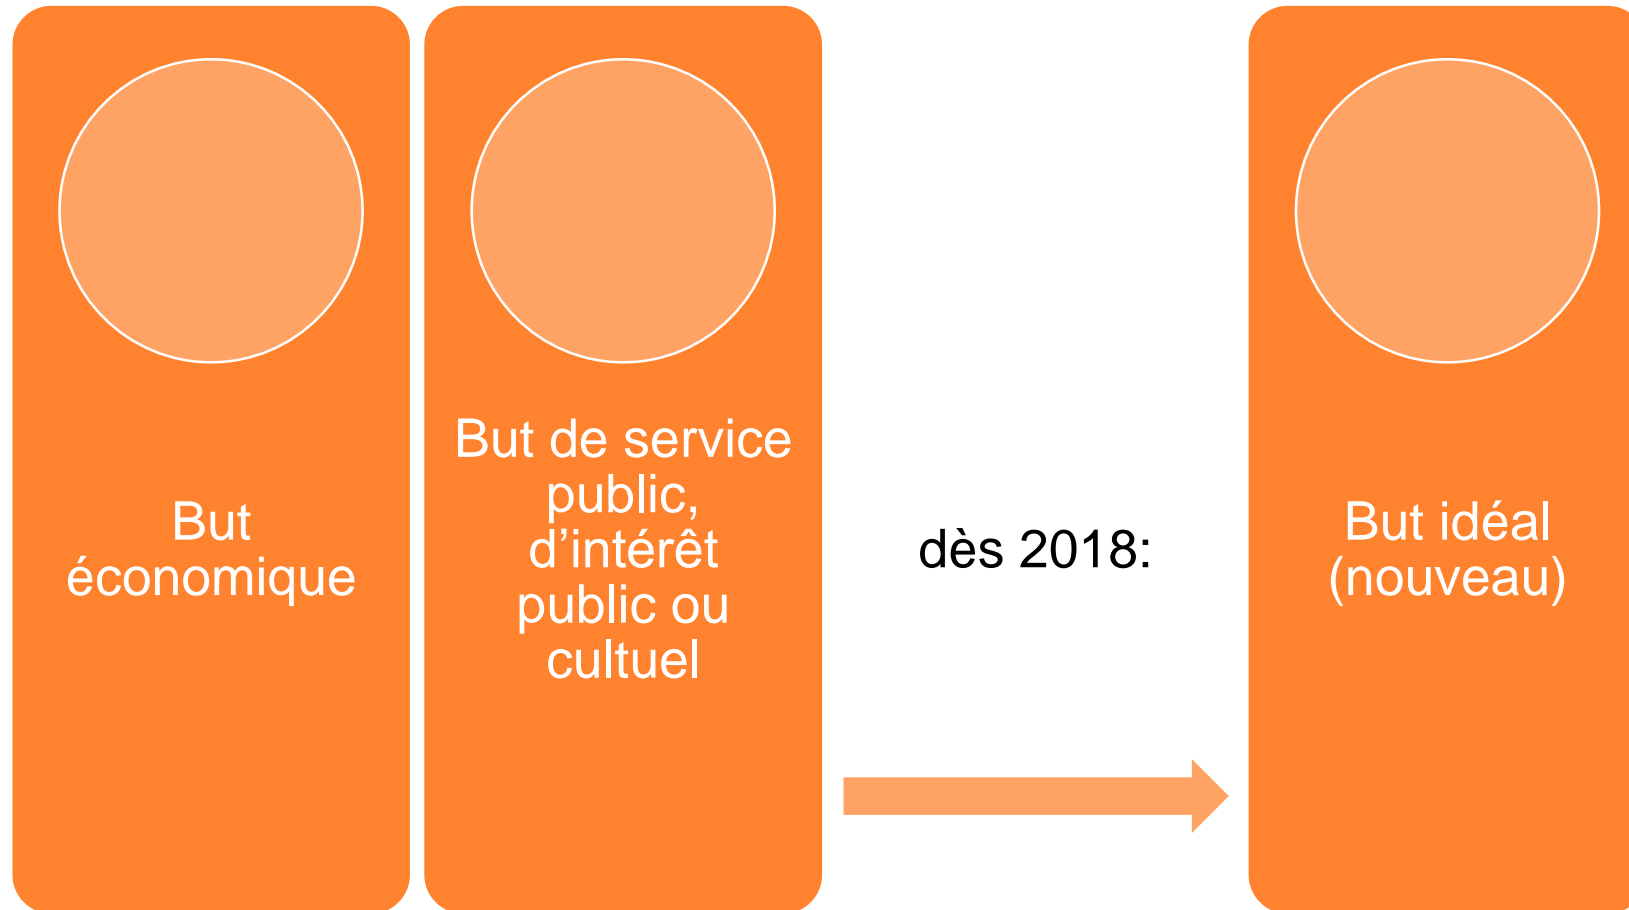 But
économique
But de service
public,
d’intérêt
public ou
cultuel
dès 2018:
But idéal
(nouveau)